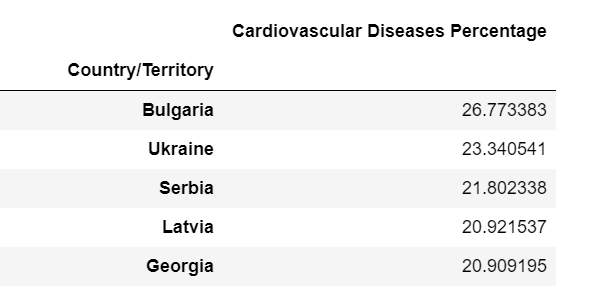 Cardiovascular Diseases Percentage
Country/Territory
Bulgaria 26.773383
Ukraine 23.340541
Serbia 21.802338
Latvia 20.921537
Georgia 20.909195